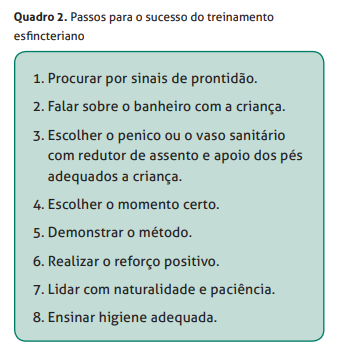 Quadro 2. Passos para o sucesso do treinamento
esfincteriano
1. Procurar por sinais de prontidão.
2. Falar sobre o banheiro com a criança.
3. Escolher o penico ou o vaso sanitário
com redutor de assento e apoio dos pés
adequados a criança.
4. Escolher o momento certo.
5. Demonstrar o método.
6. Realizar o reforço positivo.
7. Lidar com naturalidade e paciência.
8. Ensinar higiene adequada.